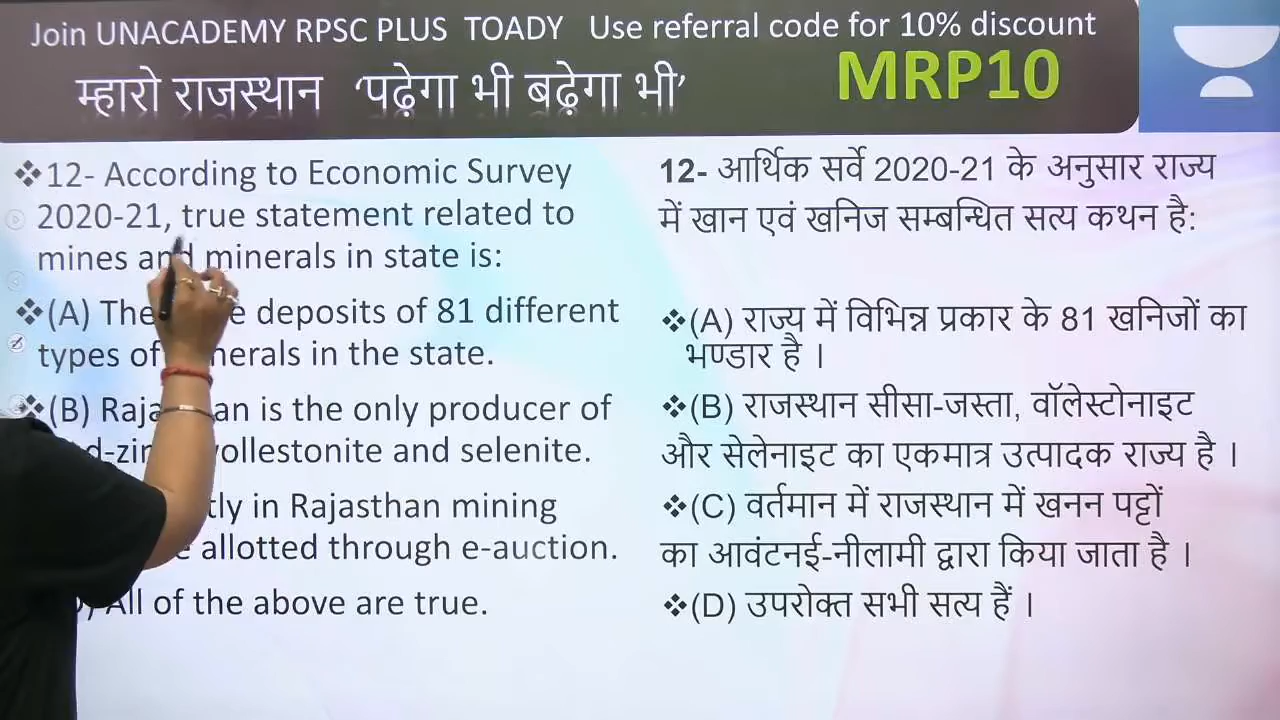 Join UNACADEMY RPSC PLUS TOADY Use referral code for 10% discount
म्हारो राजस्थान ‘पढ़ेगा भी बढ़ेगा भी’
MRP10
❖12- According to Economic Survey
2020-21, true statement related to
mines and minerals in state is:
❖(A) The deposits of 81 different
types of minerals in the state.
❖(B) Rajasthan is the only producer of
vollestonite and selenite.
in Rajasthan mining
allotted through e-auction.
All of the above are true.
12- आर्थिक सर्वे 2020-21 के अनुसार राज्य
में खान एवं खनिज सम्बन्धित सत्य कथन है:
❖(A) राज्य में विभिन्न प्रकार के 81 खनिजों का
भण्डार है ।
❖(B) राजस्थान सीसा-जस्ता, वॉलेस्टोनाइट
और सेलेनाइट का एकमात्र उत्पादक राज्य है ।
❖(C) वर्तमान में राजस्थान में खनन पट्टों
का आवंटनई-नीलामी द्वारा किया जाता है ।
❖(D) उपरोक्त सभी सत्य हैं ।